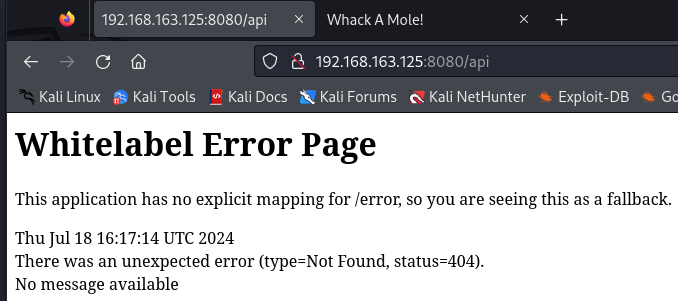 192.168.163.125:8080/api
Whack A Mole!
192.168.163.125:8080/api
Kali Linux Kali Tools Kali Docs Kali Forums Kali NetHunter Exploit-DB Go
Whitelabel Error Page
This application has no explicit mapping for /error, so you are seeing this as a fallback.
Thu Jul 18 16:17:14 UTC 2024
There was an unexpected error (type=Not Found, status=404).
No message available